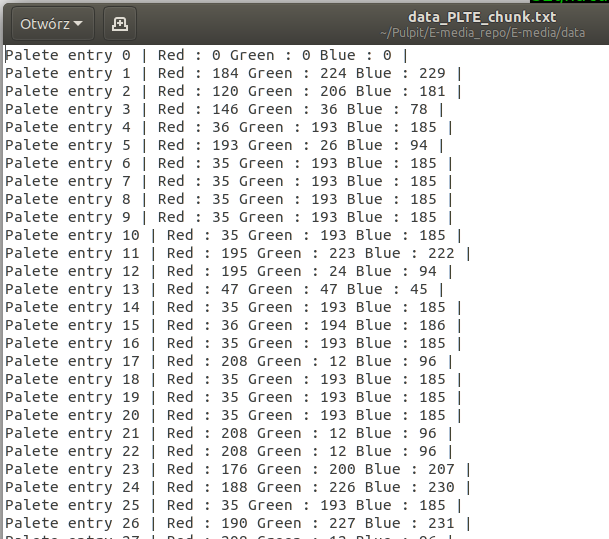 Otwórz
data_PLTE_chunk.txt
~/Pulpit/E-media_repo/E-media/data
Palete entry 0 | Red : 0 Green : 0 Blue : 0 |
Palete entry 1 | Red : 184 Green : 224 Blue : 229 |
Palete entry 2 | Red : 120 Green : 206 Blue : 181 |
Palete entry 3 | Red : 146 Green : 36 Blue : 78 |
Palete entry 4 | Red : 36 Green : 193 Blue : 185 |
Palete entry 5 | Red : 193 Green : 26 Blue : 94 |
Palete entry 6 | Red : 35 Green : 193 Blue : 185 |
Palete entry 7 | Red : 35 Green : 193 Blue : 185 |
Palete entry 8 | Red : 35 Green : 193 Blue : 185 |
Palete entry 9 | Red : 35 Green : 193 Blue : 185 |
Palete entry 10 | Red : 35 Green : 193 Blue : 185 |
Palete entry 11 | Red : 195 Green : 223 Blue : 222 |
Palete entry 12 | Red : 195 Green : 24 Blue : 94 |
Palete entry 13 | Red : 47 Green : 47 Blue : 45 |
Palete entry 14 | Red : 35 Green : 193 Blue : 185 |
Palete entry 15 | Red : 36 Green : 194 Blue : 186 |
Palete entry 16 | Red : 35 Green : 193 Blue : 185 |
Palete entry 17 | Red : 208 Green : 12 Blue : 96 |
Palete entry 18 | Red : 35 Green : 193 Blue : 185 |
Palete entry 19 | Red : 35 Green : 193 Blue : 185 |
Palete entry 20 | Red : 35 Green : 193 Blue : 185 |
Palete entry 21 | Red : 208 Green : 12 Blue : 96 |
Palete entry 22 | Red : 208 Green : 12 Blue : 96 |
Palete entry 23 | Red : 176 Green : 200 Blue : 207 |
Palete entry 24 | Red : 188 Green : 226 Blue : 230 |
Palete entry 25 | Red : 35 Green : 193 Blue : 185 |
Palete entry 26 | Red : 190 Green : 227 Blue : 231 |